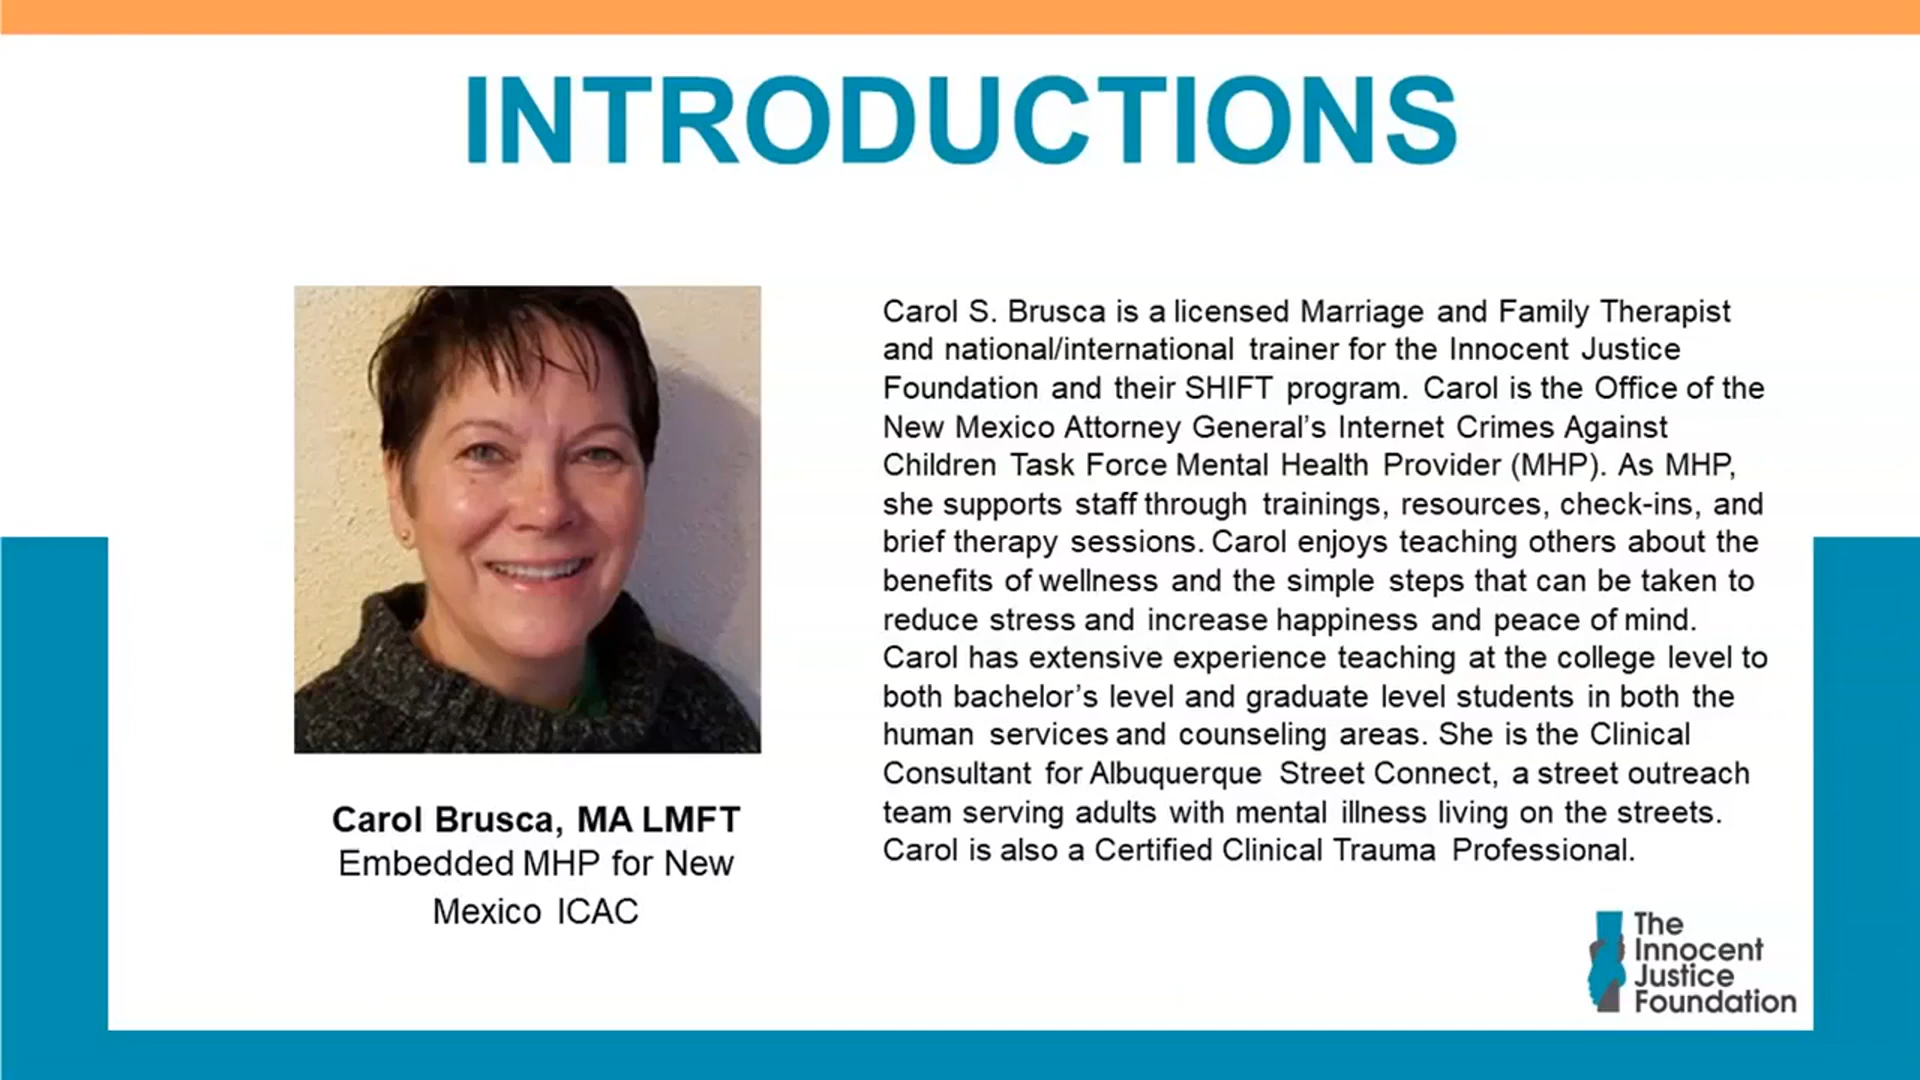 INTRODUCTIONS
Carol S. Brusca is a licensed Marriage and Family Therapist
and national/international trainer for the Innocent Justice
Foundation and their SHIFT program. Carol is the Office of the
New Mexico Attorney General’s Internet Crimes Against
Children Task Force Mental Health Provider (MHP). As MHP,
she supports staff through trainings, resources, check-ins, and
brief therapy sessions. Carol enjoys teaching others about the
benefits of wellness and the simple steps that can be taken to
reduce stress and increase happiness and peace of mind.
Carol has extensive experience teaching at the college level to
both bachelor’s level and graduate level students in both the
human services and counseling areas. She is the Clinical
Consultant for Albuquerque Street Connect, a street outreach
team serving adults with mental illness living on the streets.
Carol is also a Certified Clinical Trauma Professional.
Carol Brusca, MA LMFT
Embedded MHP for New
Mexico ICAC
The
Innocent
Justice
Foundation